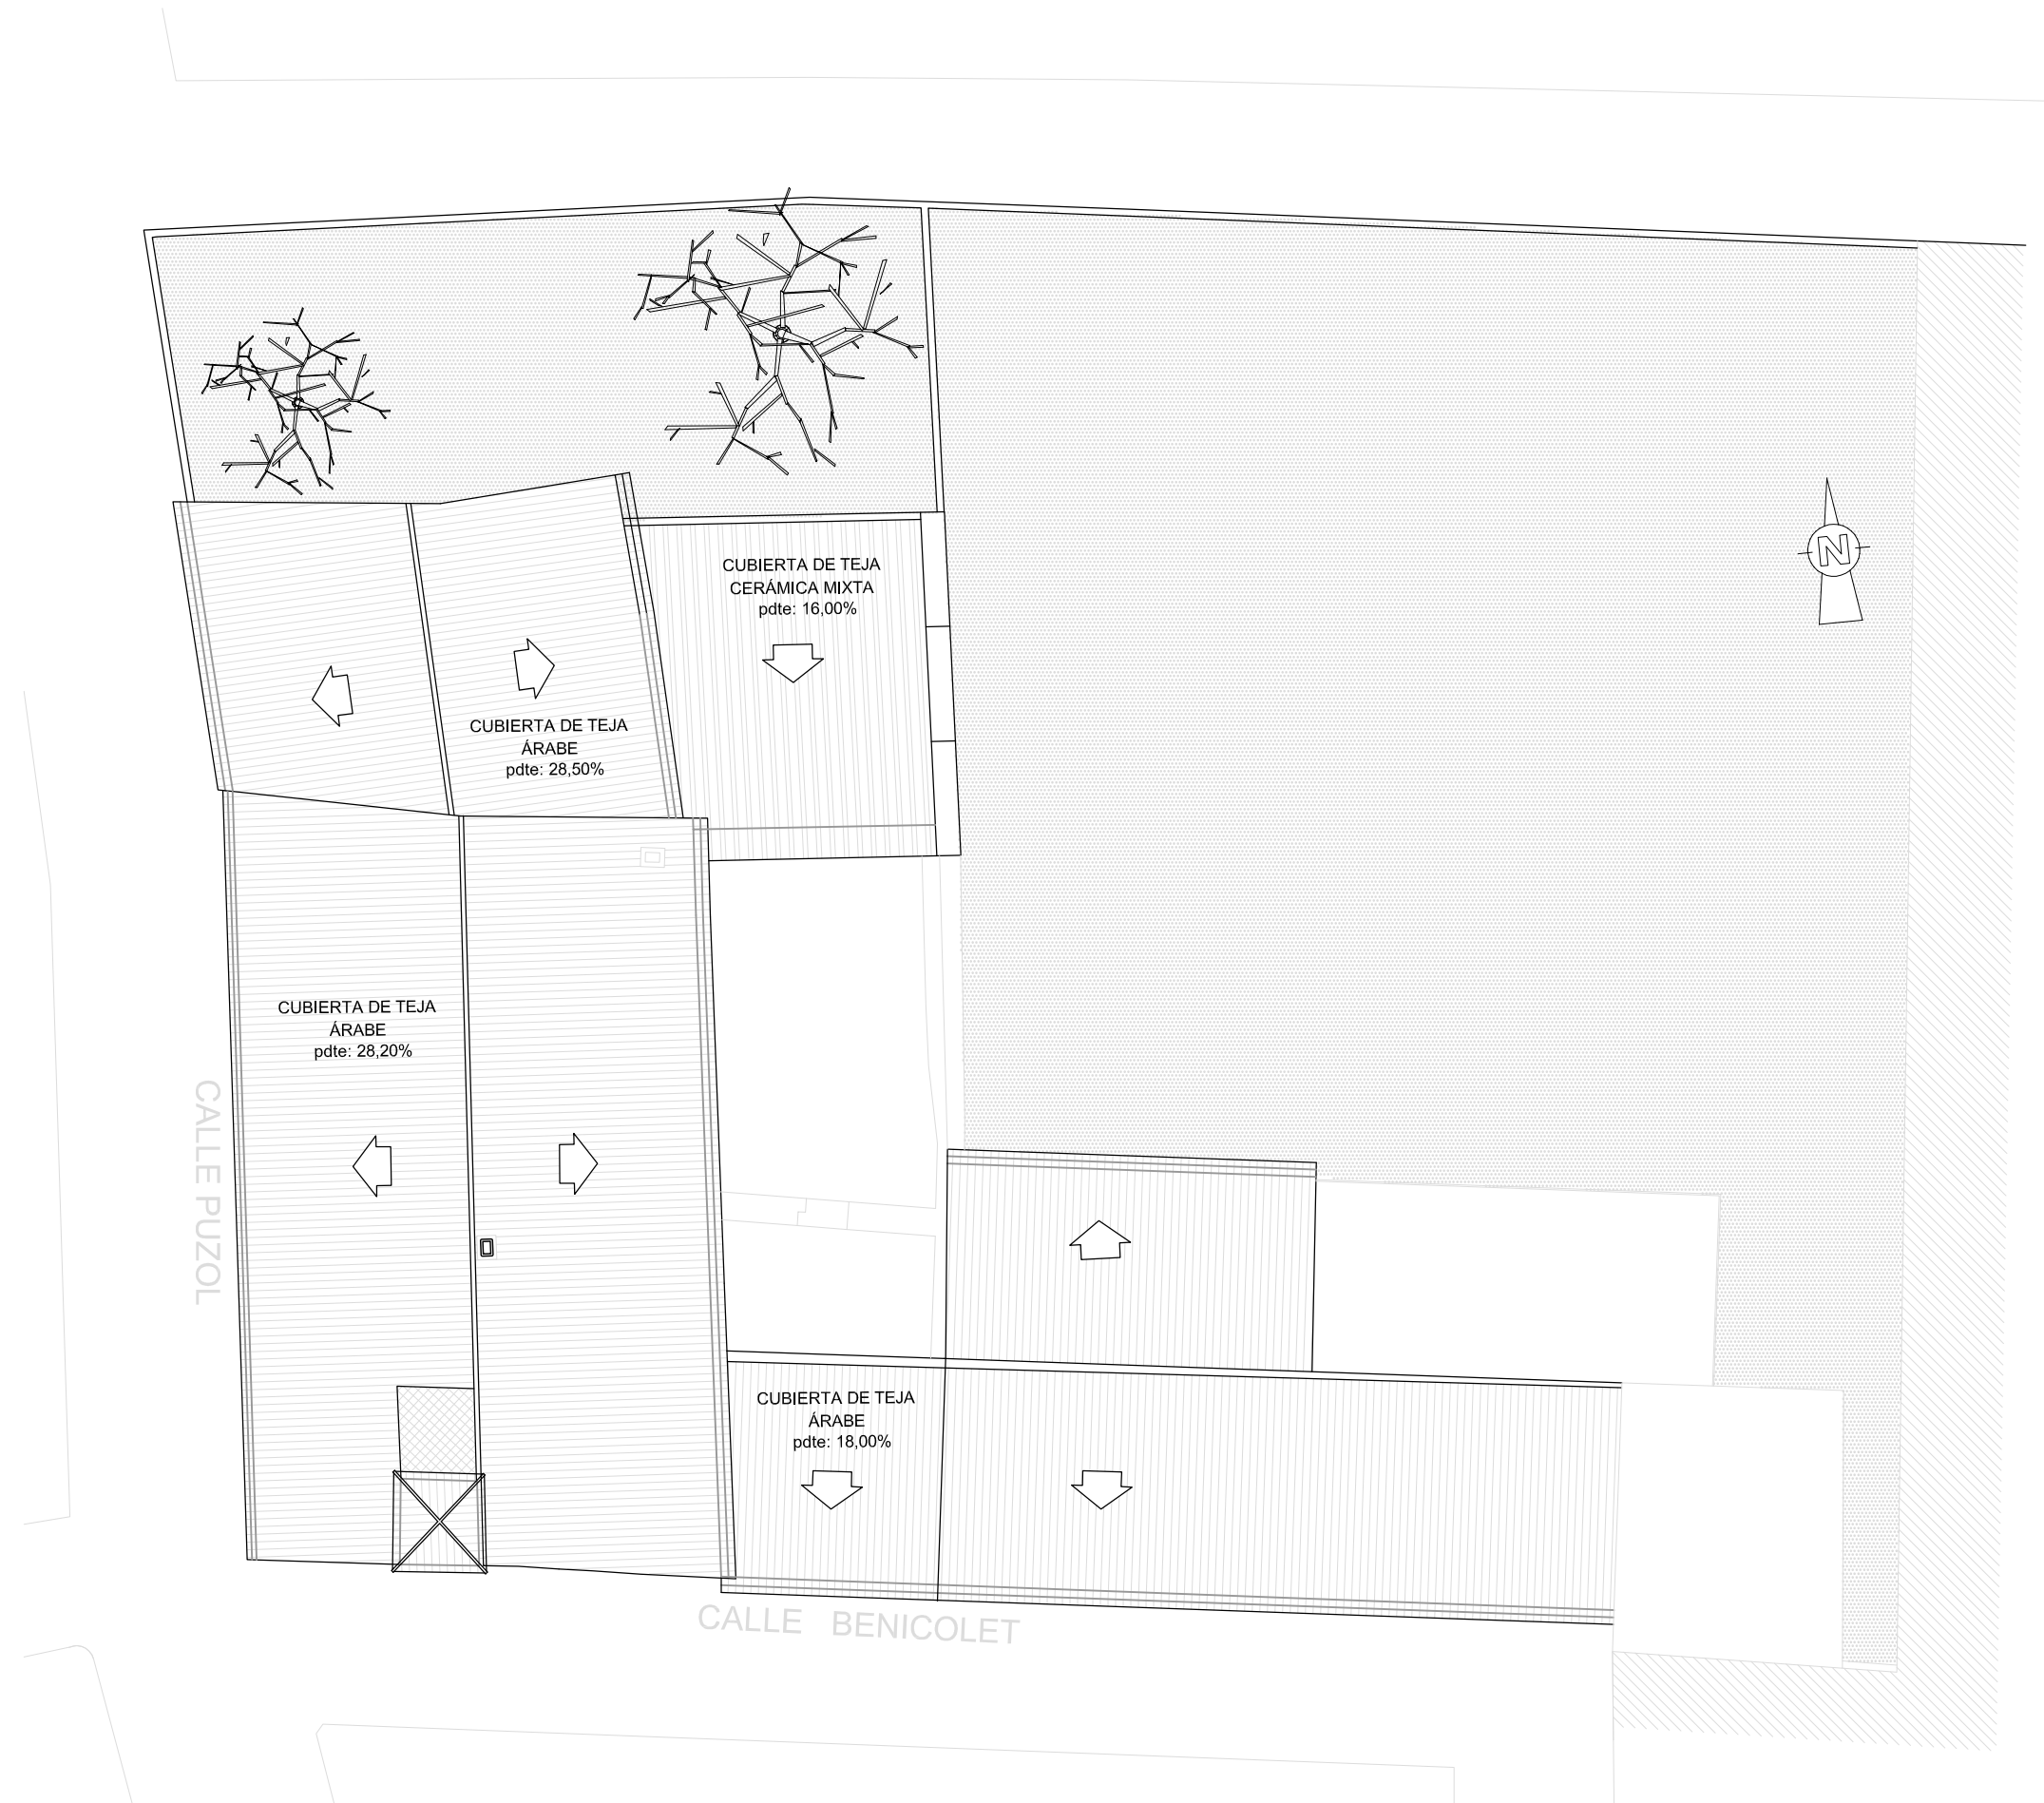 CUBIERTA DE TEJA
CERÁMICA MIXTA
pdte: 16,00%
N
CUBIERTA DE TEJA
ÁRABE
pdte: 28,50%
CUBIERTA DE TEJA
ÁRABE
pdte: 28,20%
CALLE PUZOL
CUBIERTA DE TEJA
ÁRABE
pdte: 18,00%
CALLE BENICOLET